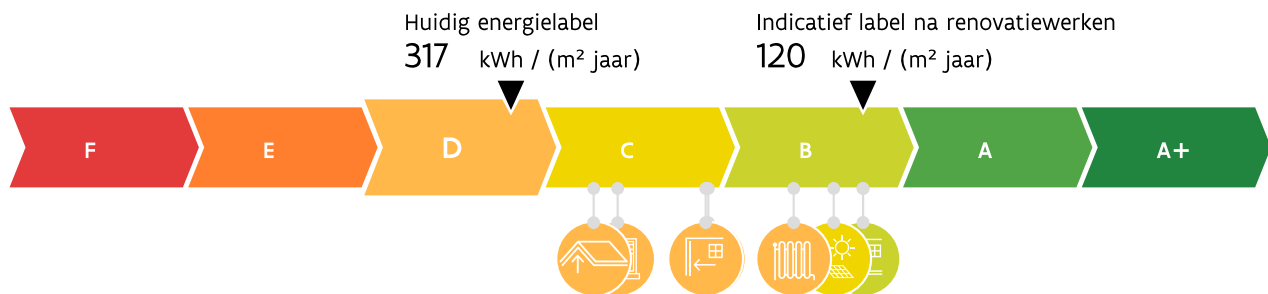 Huidig energielabel
317 kWh / (m² jaar)
Indicatief label na renovatiewerken
120 kWh / (m² jaar)
F E D C B A A+